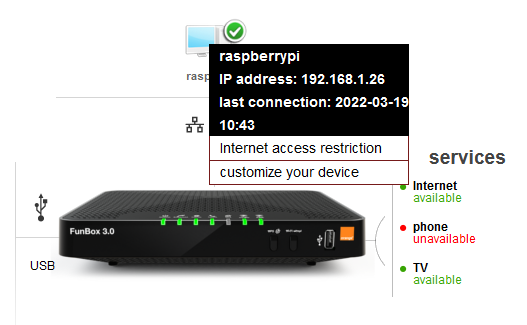 raspberrypi
IP address: 192.168.1.26
last connection: 2022-03-19
10:43
Internet access restriction
customize your device
rasp
services
Internet
available
phone
unavailable
TV
available
USB
FunBox 3.0